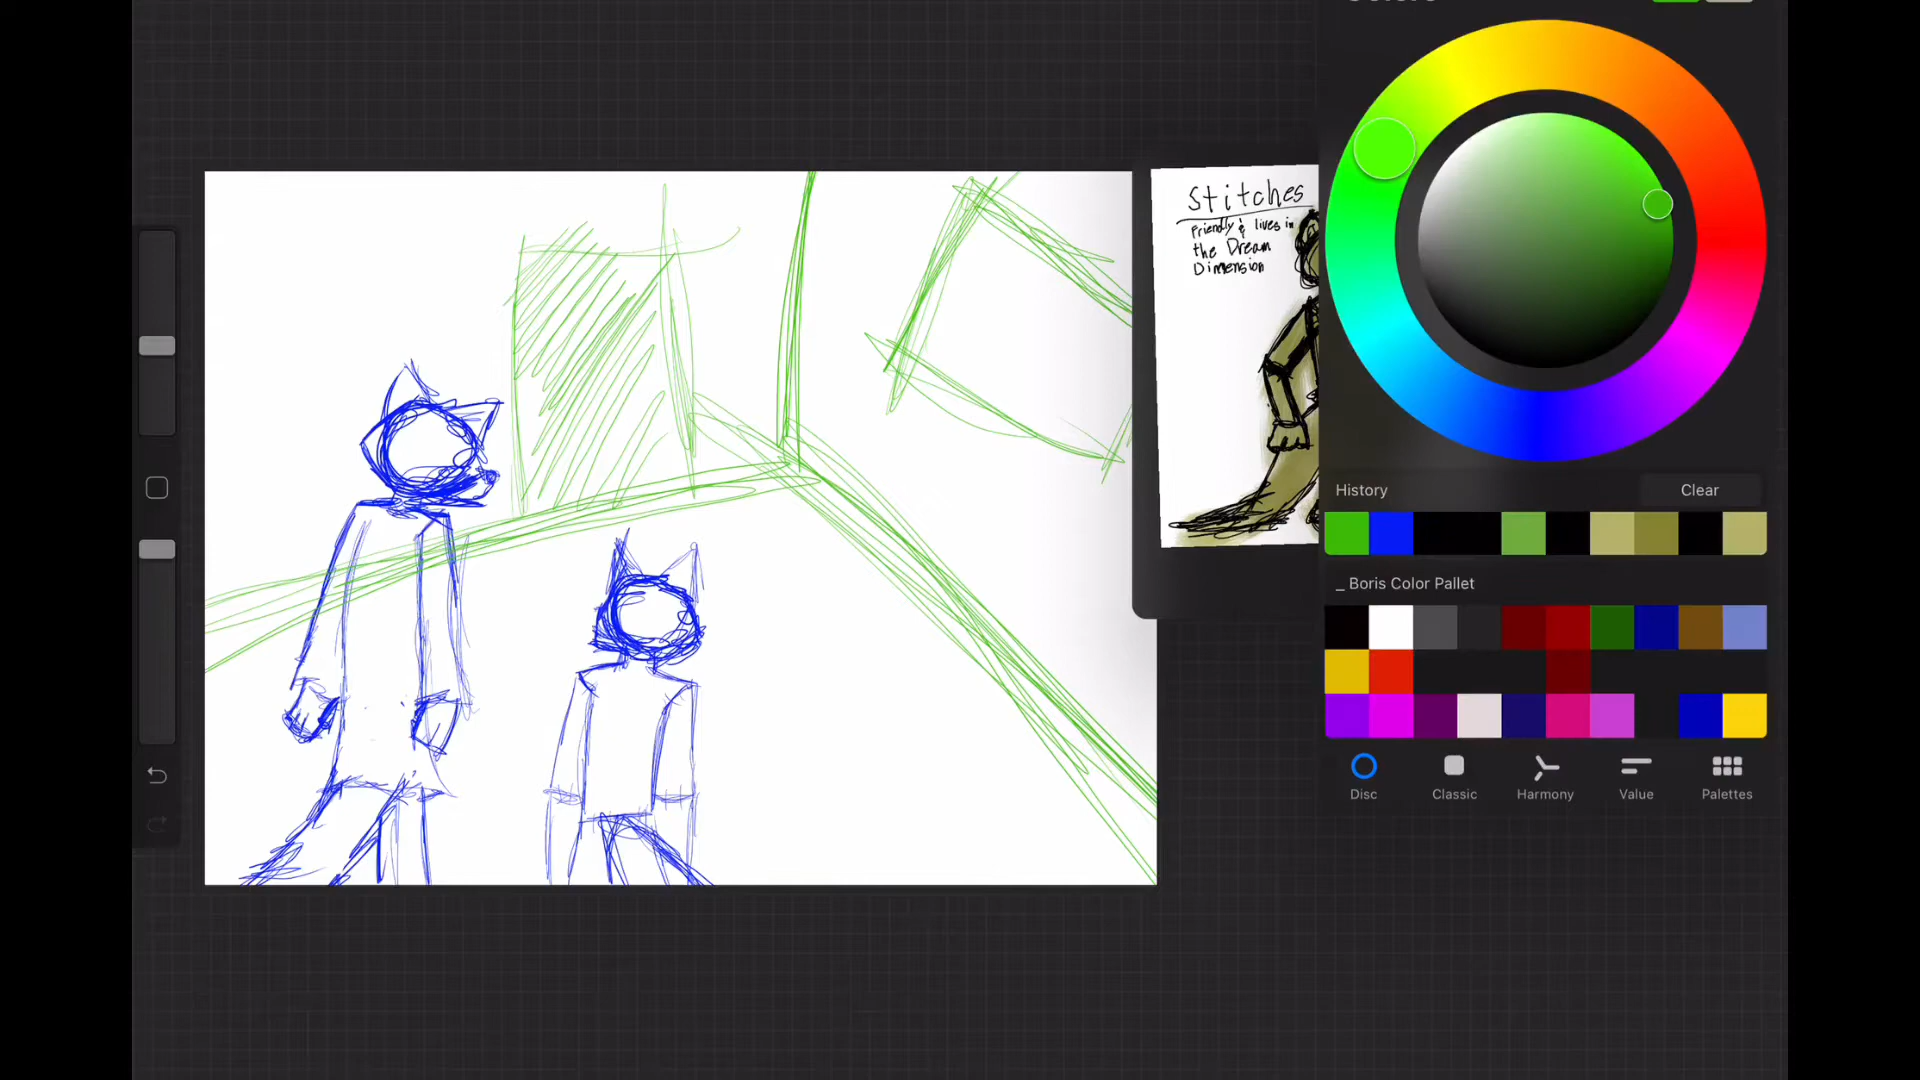 Stitches
Friendly & lives in
the Dream
Dimension
History
Clear
_ Boris Color Pallet
Disc
Classic
Harmony
Value
Palettes